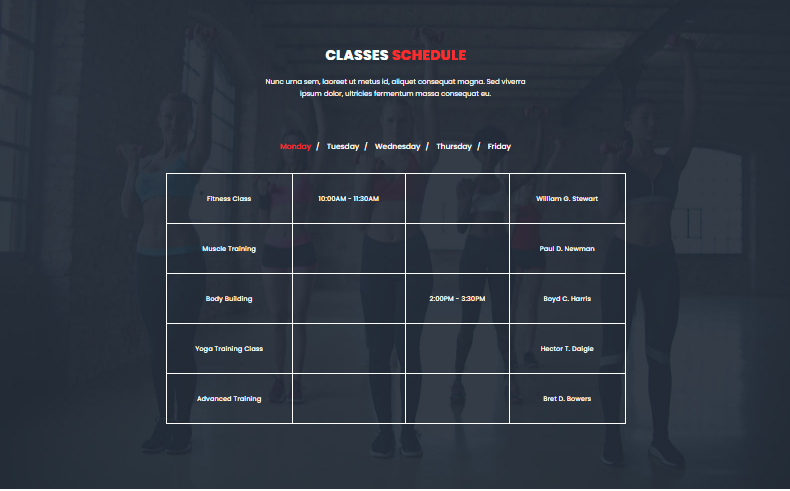 CLASSES SCHEDULE
Nunc urna sem, laoreet ut metus id, aliquet consequat magna. Sed viverra
ipsum dolor, ultricies fermentum massa consequat eu.
Monday / Tuesday / Wednesday / Thursday / Friday
Fitness Class 10:00AM - 11:30AM William G. Stewart
Muscle Training Paul D. Newman
Body Building 2:00PM - 3:30PM Boyd C. Harris
Yoga Training Class Hector T. Daigle
Advanced Training Bret D. Bowers